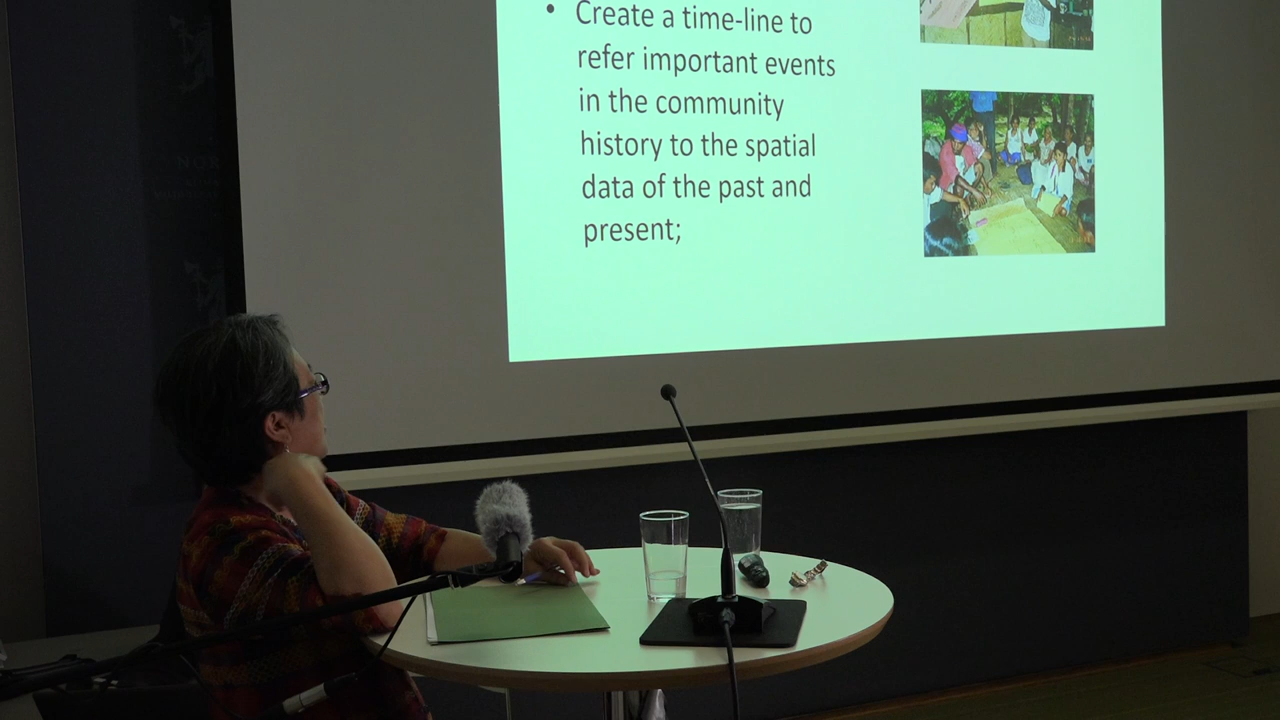 • Create a time-line to
refer important events
in the community
history to the spatial
data of the past and
present;